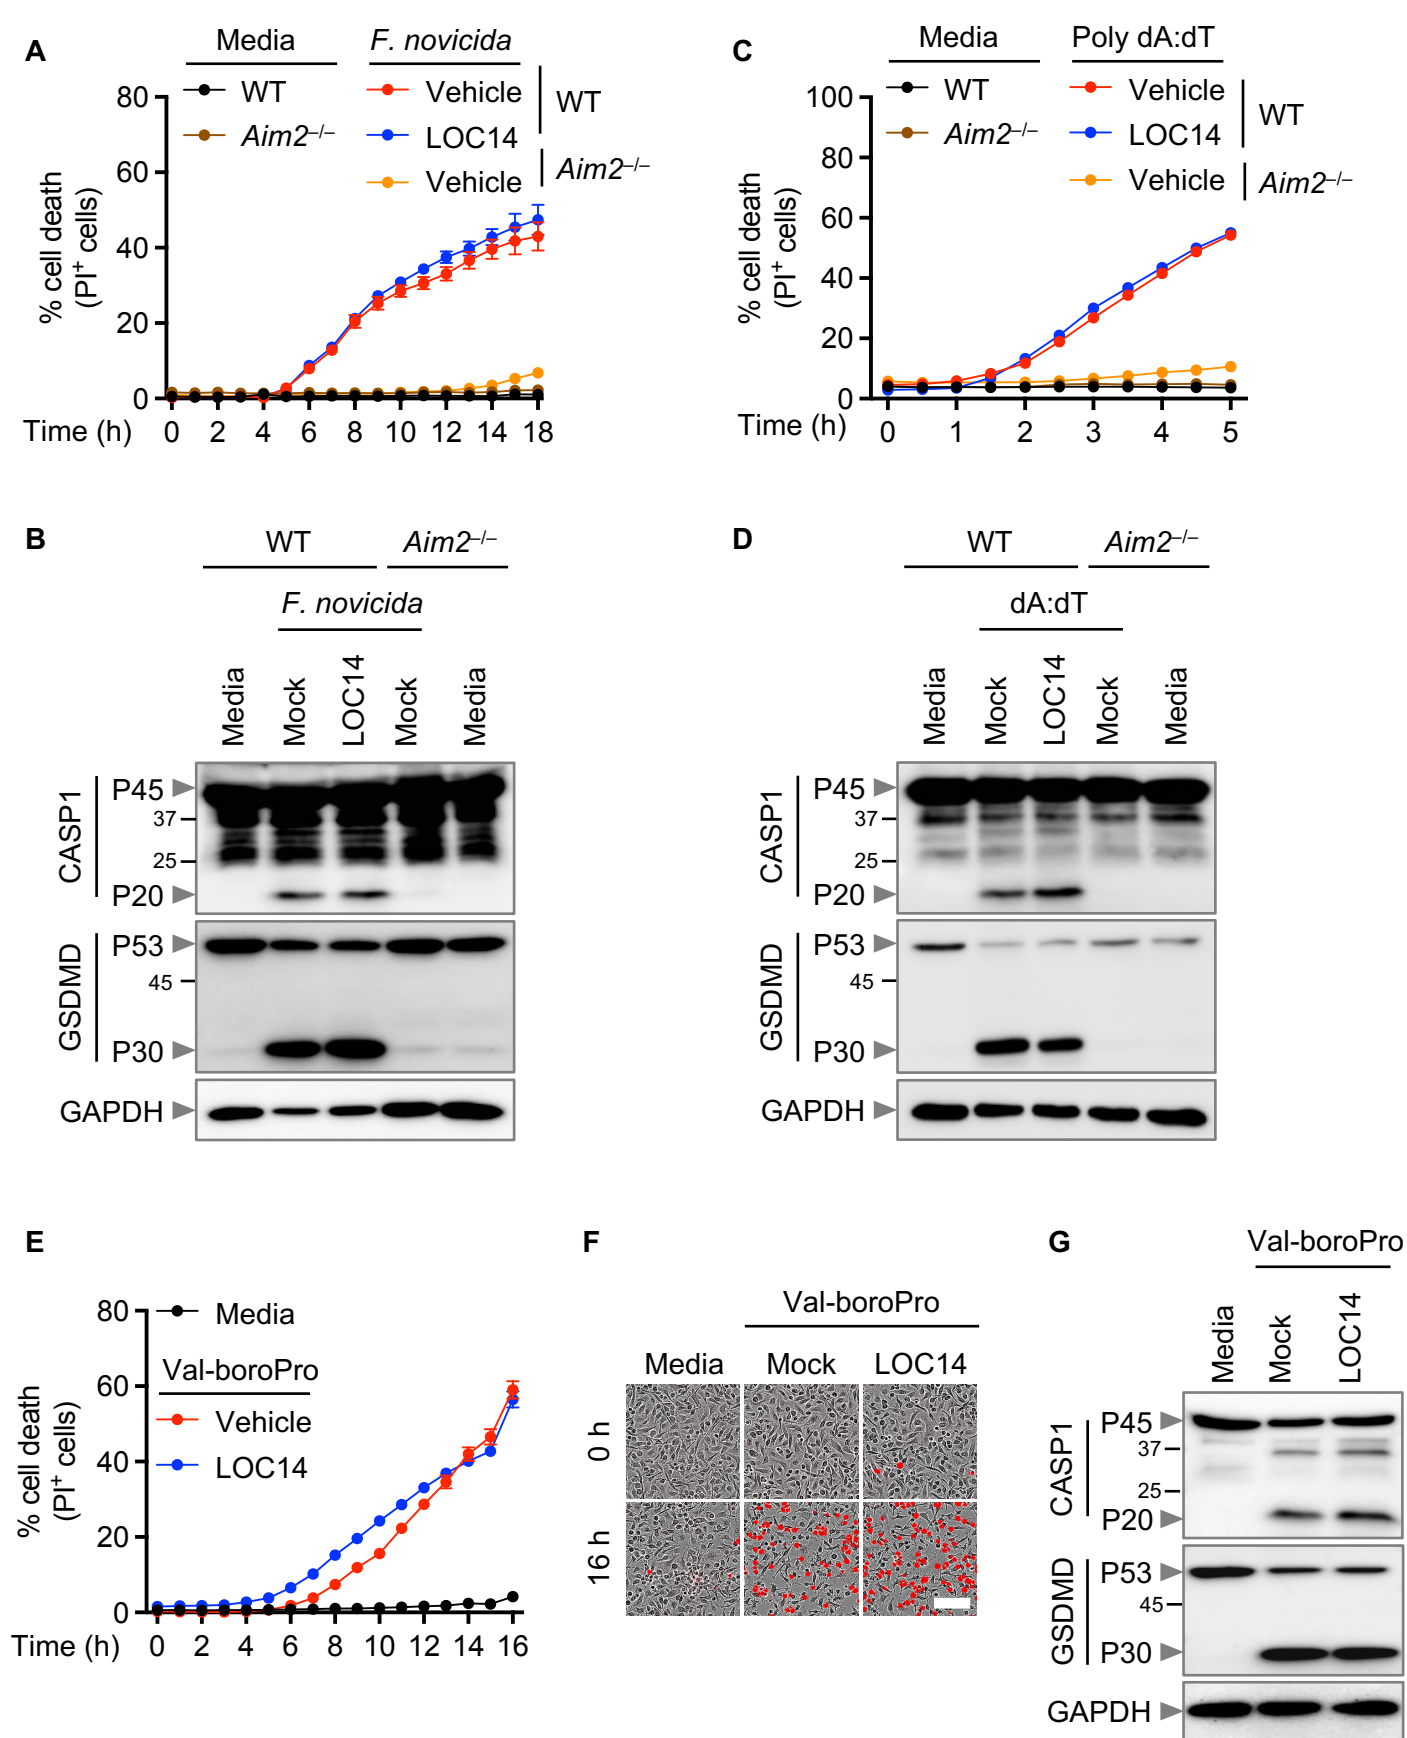 A
Media
F. novicida
WT
Aim2–/–
Vehicle
LOC14
Vehicle
WT
Aim2–/–
% cell death
(PI+ cells)
80
60
40
20
0
Time (h)
0 2 4 6 8 10 12 14 18
C
Media
Poly dA:dT
WT
Aim2–/–
Vehicle
LOC14
Vehicle
WT
Aim2–/–
% cell death
(PI+ cells)
100
80
60
40
20
0
Time (h)
0 1 2 3 4 5
B
WT
Aim2–/–
F. novicida
Media
Mock
LOC14
Mock
Media
CASP1
P45
37
25
P20
GSDMD
P53
45
P30
GAPDH
D
WT
Aim2–/–
dA:dT
Media
Mock
LOC14
Mock
Media
CASP1
P45
37
25
P20
GSDMD
P53
45
P30
GAPDH
E
Media
Val-boroPro
Vehicle
LOC14
% cell death
(PI+ cells)
80
60
40
20
0
Time (h)
0 2 4 6 8 10 12 14 16
F
Val-boroPro
Media
Mock
LOC14
0 h
16 h
G
Val-boroPro
Media
Mock
LOC14
CASP1
P45
37
25
P20
GSDMD
P53
45
P30
GAPDH